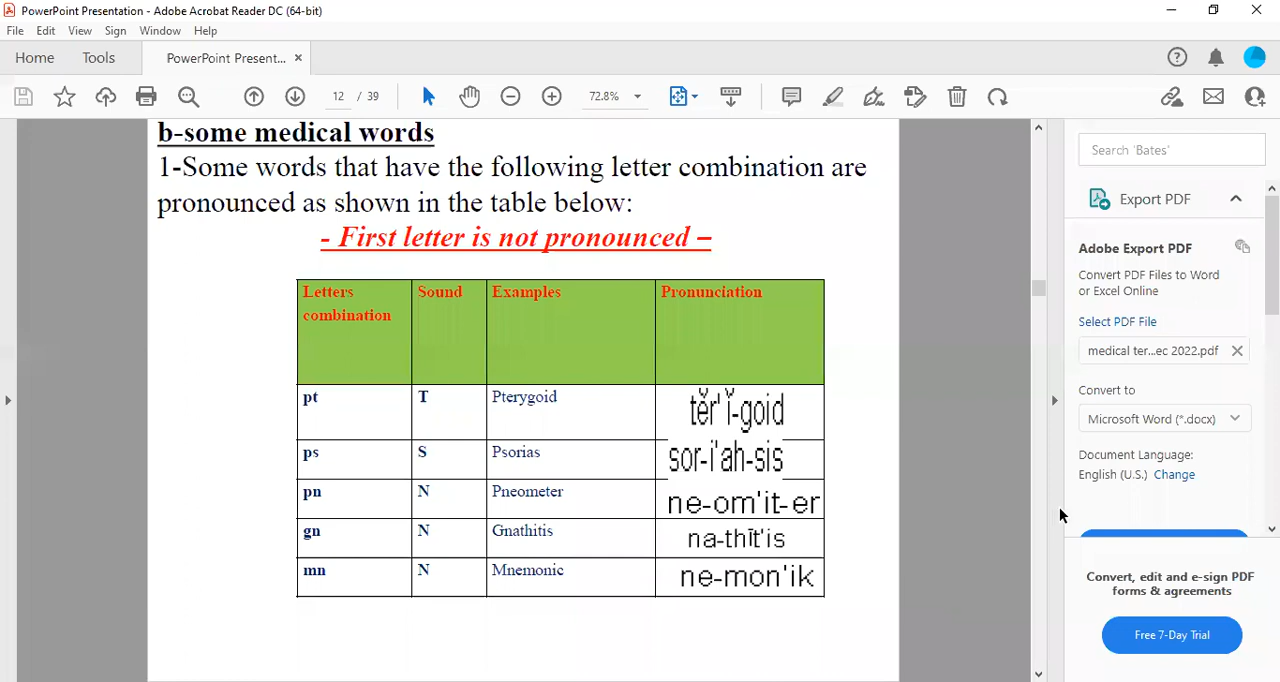 PowerPoint Presentation - Adobe Acrobat Reader DC (64-bit)
File Edit View Sign Window Help
Home Tools PowerPoint Present... ×
12 / 39 72.8%
b-some medical words
1-Some words that have the following letter combination are
pronounced as shown in the table below:
- First letter is not pronounced –
Letters combination Sound Examples Pronunciation
pt T Pterygoid tĕr'ĭ-goid
ps S Psorias sor-i'ah-sis
pn N Pneometer ne-om'it-er
gn N Gnathitis na-thīt'is
mn N Mnemonic ne-mon'ik
Search 'Bates'
Export PDF
Adobe Export PDF
Convert PDF Files to Word
or Excel Online
Select PDF File
medical ter...ec 2022.pdf
Convert to
Microsoft Word (*.docx)
Document Language:
English (U.S.) Change
Convert, edit and e-sign PDF
forms & agreements
Free 7-Day Trial